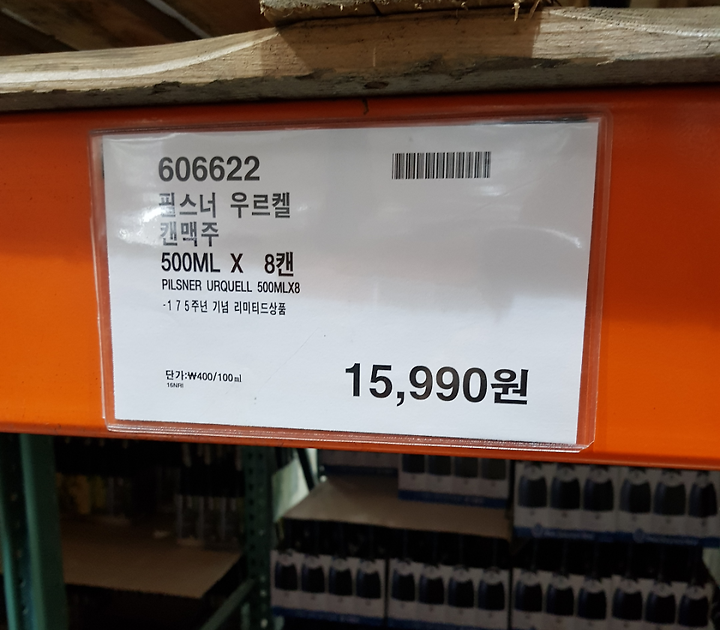 606622
필스너 우르켈
캔맥주
500ML X 8캔
PILSNER URQUELL 500MLX8
-175주년 기념 리미티드상품
단가:₩400/100㎖
15,990원
16NRI